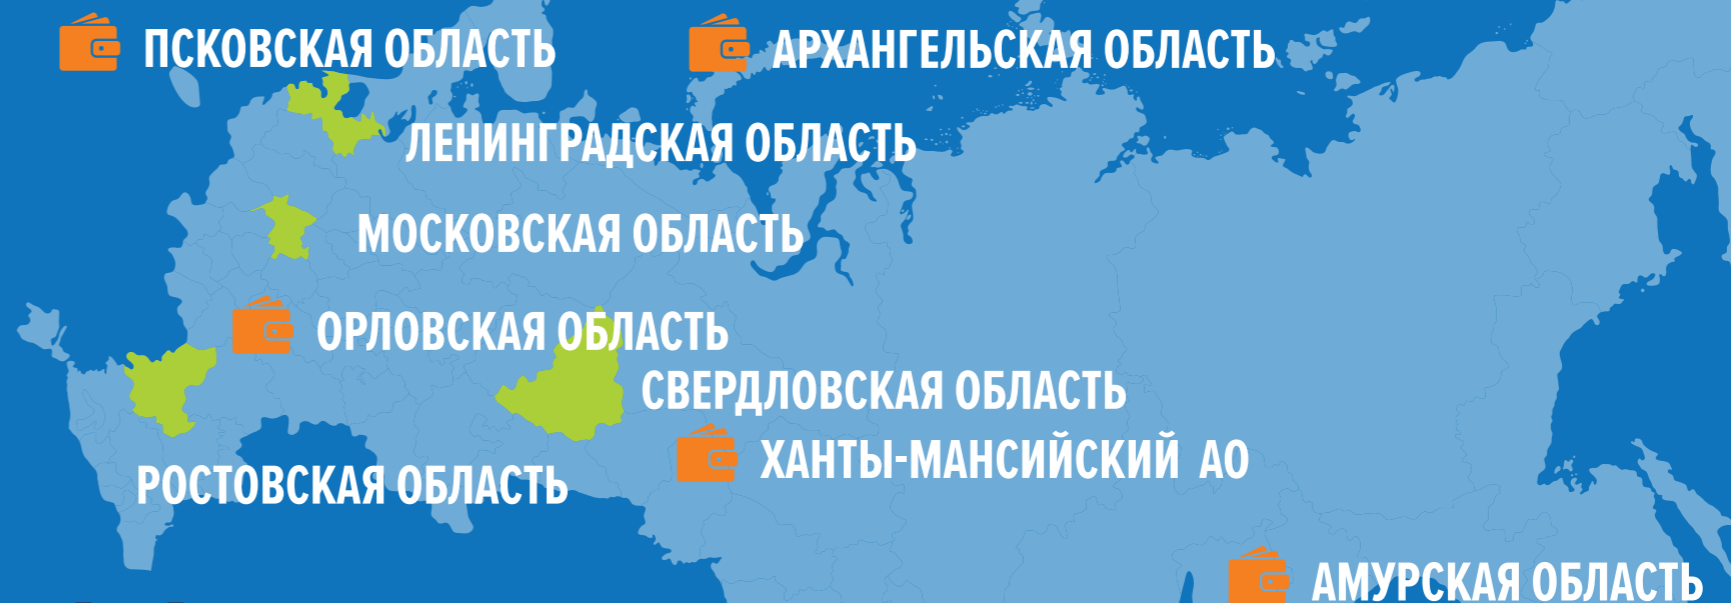 ПСКОВСКАЯ ОБЛАСТЬ
АРХАНГЕЛЬСКАЯ ОБЛАСТЬ
ЛЕНИНГРАДСКАЯ ОБЛАСТЬ
МОСКОВСКАЯ ОБЛАСТЬ
ОРЛОВСКАЯ ОБЛАСТЬ
СВЕРДЛОВСКАЯ ОБЛАСТЬ
ХАНТЫ-МАНСИЙСКИЙ АО
РОСТОВСКАЯ ОБЛАСТЬ
АМУРСКАЯ ОБЛАСТЬ